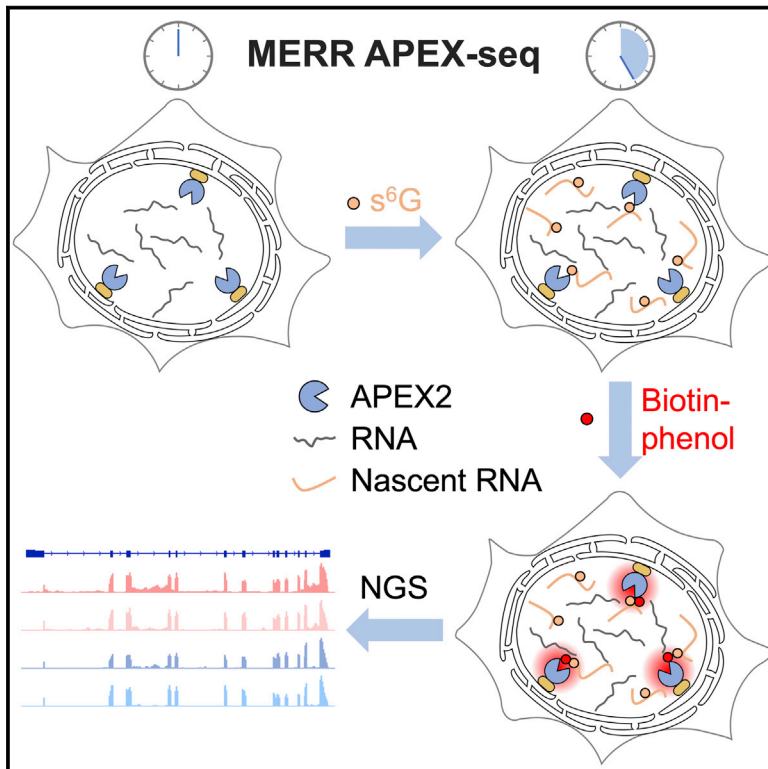 MERR APEX-seq
s⁶G
APEX2
RNA
Nascent RNA
Biotin-
phenol
NGS